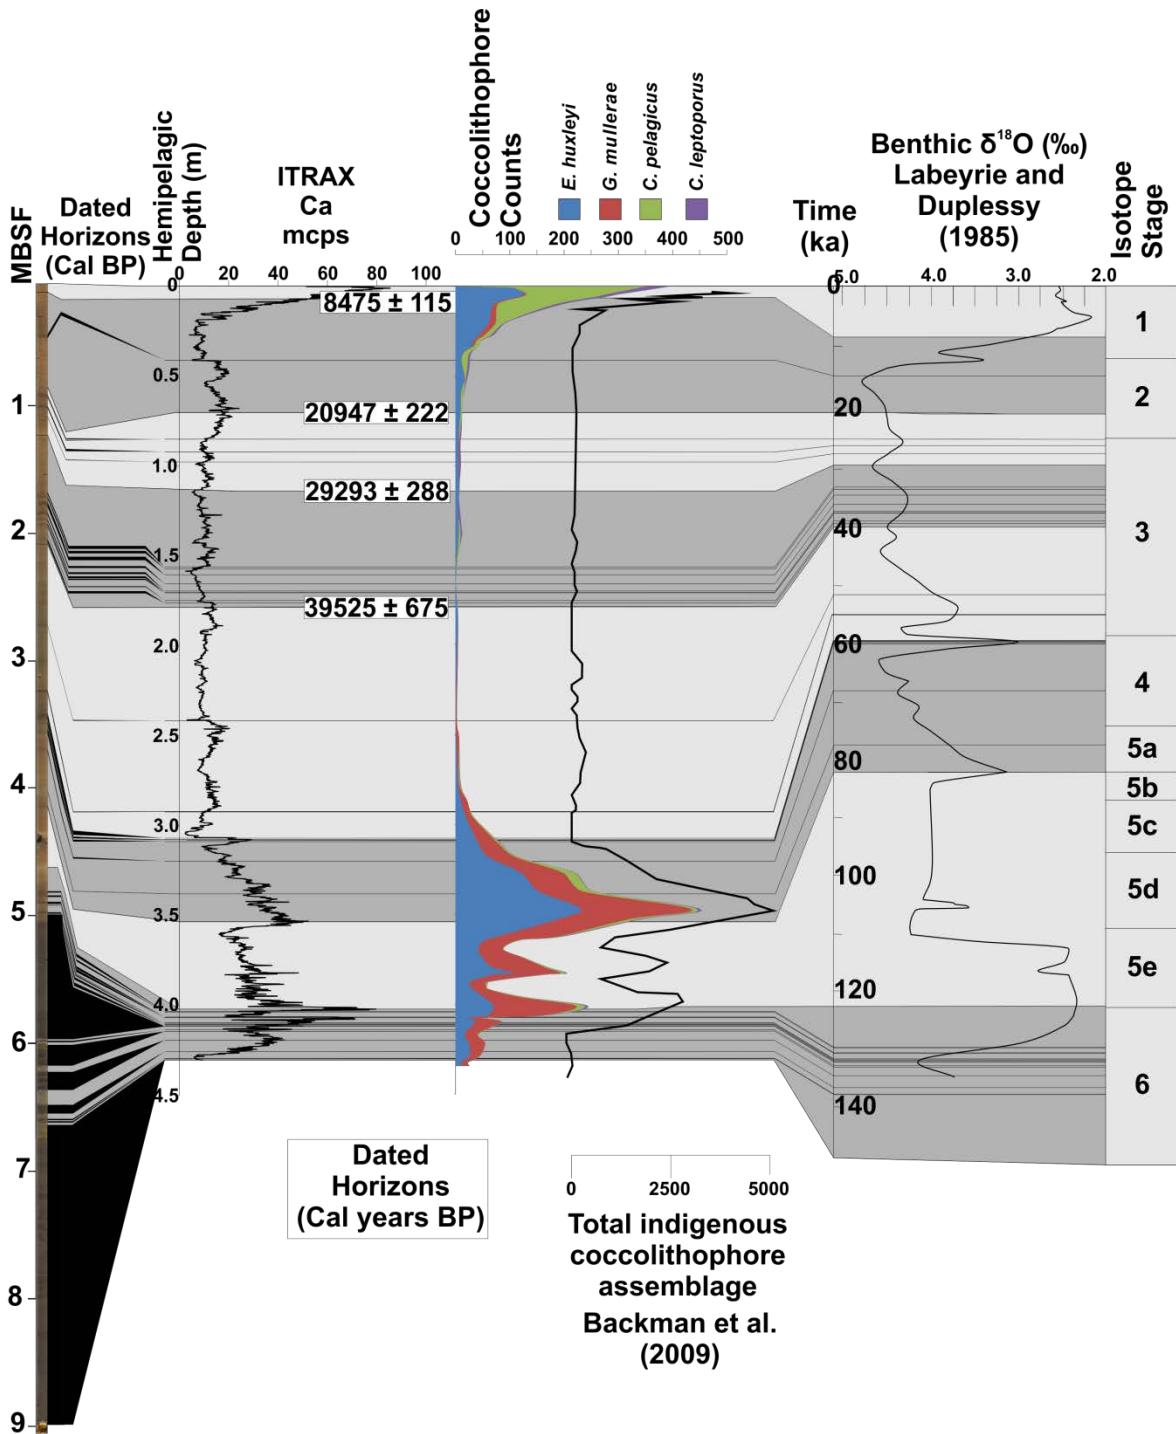 MBSF
Dated
Horizons
(Cal BP)
Hemipelagic
Depth (m)
ITRAX
Ca
mcps
Coccolithophore
Counts
E. huxleyi
G. mullerae
C. pelagicus
C. leptoporus
Time
(ka)
Benthic δ18O (‰)
Labeyrie and
Duplessy
(1985)
Isotope
Stage
0 20 40 60 80 100
0 100 200 300 400 500
5.0 4.0 3.0 2.0
0
0
8475 ± 115
20947 ± 222
29293 ± 288
39525 ± 675
1
2
3
4
5
6
7
8
9
0.5
1.0
1.5
2.0
2.5
3.0
3.5
4.0
4.5
20
40
60
80
100
120
140
1
2
3
4
5a
5b
5c
5d
5e
6
Dated
Horizons
(Cal years BP)
0 2500 5000
Total indigenous
coccolithophore
assemblage
Backman et al.
(2009)